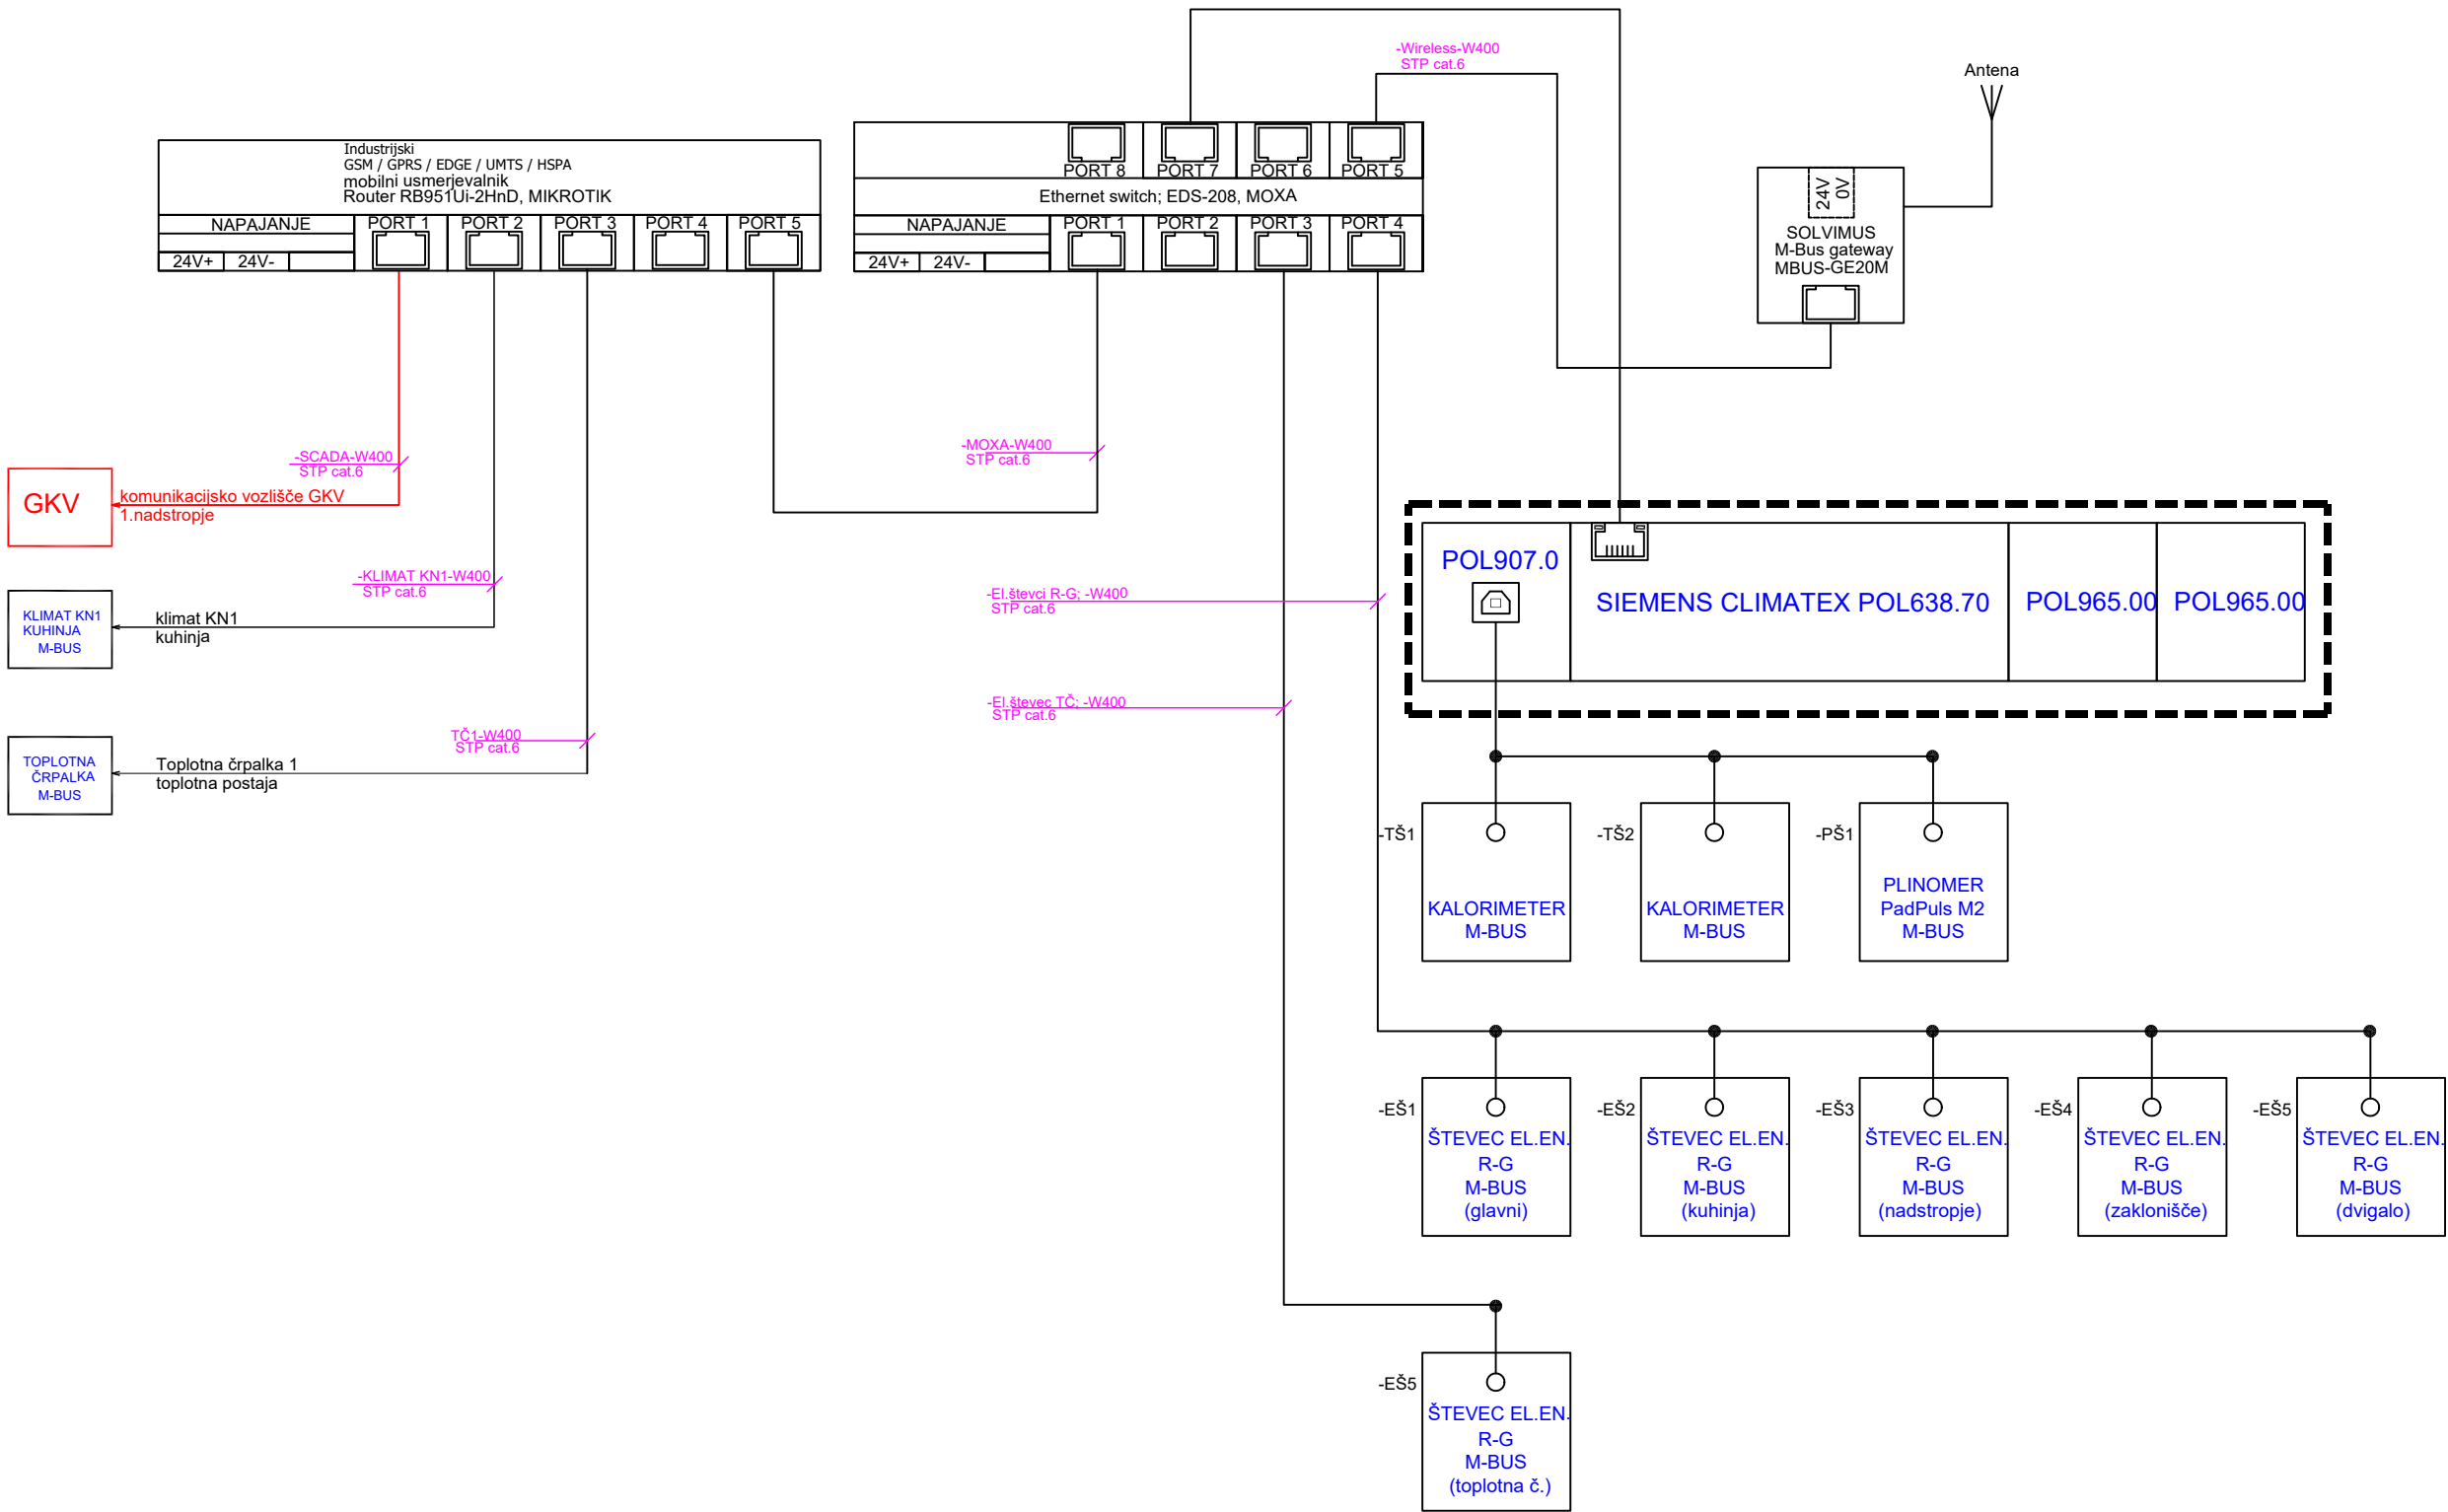 -Wireless-W400
STP cat.6
Antena
Industrijski
GSM / GPRS / EDGE / UMTS / HSPA
mobilni usmerjevalnik
Router RB951Ui-2HnD, MIKROTIK
NAPAJANJE
24V+ 24V-
PORT 1 PORT 2 PORT 3 PORT 4 PORT 5
PORT 8 PORT 7 PORT 6 PORT 5
Ethernet switch; EDS-208, MOXA
NAPAJANJE
24V+ 24V-
PORT 1 PORT 2 PORT 3 PORT 4
24V
0V
SOLVIMUS
M-Bus gateway
MBUS-GE20M
-SCADA-W400
STP cat.6
-MOXA-W400
STP cat.6
GKV
komunikacijsko vozlišče GKV
1.nadstropje
-KLIMAT KN1-W400
STP cat.6
KLIMAT KN1
KUHINJA
M-BUS
klimat KN1
kuhinja
TČ1-W400
STP cat.6
TOPLOTNA
ČRPALKA
M-BUS
Toplotna črpalka 1
toplotna postaja
-El.števci R-G; -W400
STP cat.6
-El.števec TČ; -W400
STP cat.6
POL907.0
SIEMENS CLIMATEX POL638.70
POL965.00
POL965.00
-TŠ1
KALORIMETER
M-BUS
-TŠ2
KALORIMETER
M-BUS
-PŠ1
PLINOMER
PadPuls M2
M-BUS
-EŠ1
ŠTEVEC EL.EN.
R-G
M-BUS
(glavni)
-EŠ2
ŠTEVEC EL.EN.
R-G
M-BUS
(kuhinja)
-EŠ3
ŠTEVEC EL.EN.
R-G
M-BUS
(nadstropje)
-EŠ4
ŠTEVEC EL.EN.
R-G
M-BUS
(zaklonišče)
-EŠ5
ŠTEVEC EL.EN.
R-G
M-BUS
(dvigalo)
-EŠ5
ŠTEVEC EL.EN.
R-G
M-BUS
(toplotna č.)